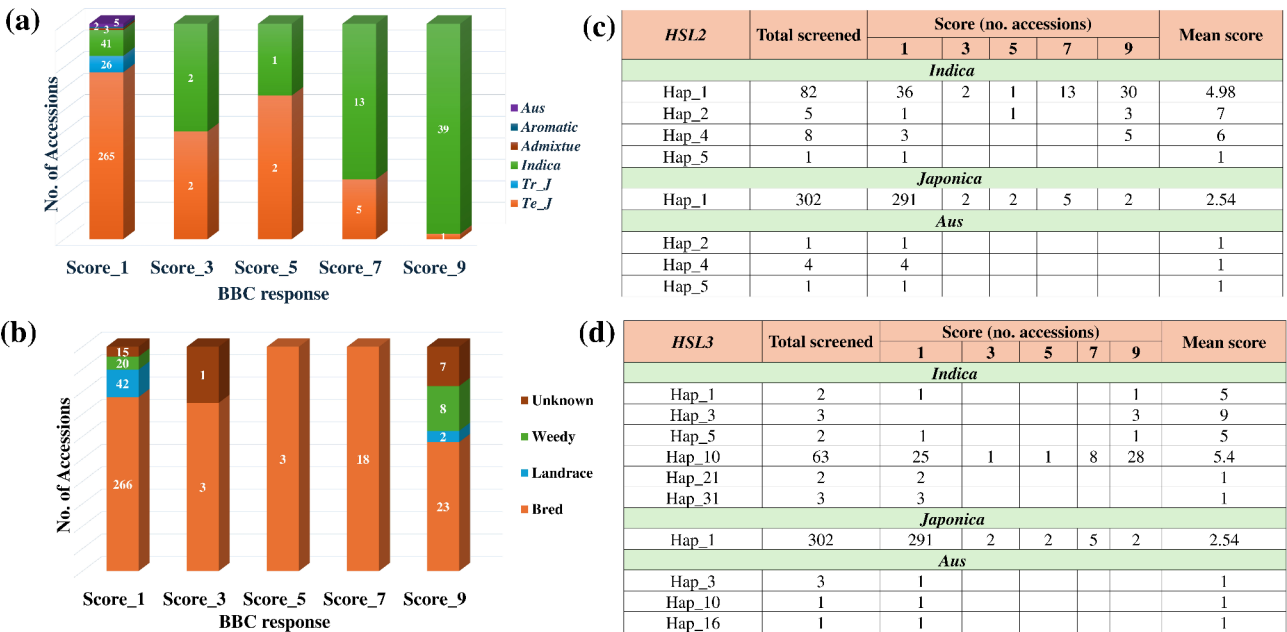 (a)
2 5
3
41
26
265
2
2
1
2
13
5
39
1
No. of Accessions
Score_1 Score_3 Score_5 Score_7 Score_9
BBC response
Aus
Aromatic
Admixtue
Indica
Tr_J
Te_J
(b)
15
20
42
266
1
3
3
18
7
8
2
23
No. of Accessions
Score_1 Score_3 Score_5 Score_7 Score_9
BBC response
Unknown
Weedy
Landrace
Bred
(c)
HSL2 Total screened Score (no. accessions) Mean score
1 3 5 7 9
Indica
Hap_1 82 36 2 1 13 30 4.98
Hap_2 5 1 1 3 7
Hap_4 8 3 5 6
Hap_5 1 1 1
Japonica
Hap_1 302 291 2 2 5 2 2.54
Aus
Hap_2 1 1 1
Hap_4 4 4 1
Hap_5 1 1 1
(d)
HSL3 Total screened Score (no. accessions) Mean score
1 3 5 7 9
Indica
Hap_1 2 1 1 5
Hap_3 3 3 9
Hap_5 2 1 1 5
Hap_10 63 25 1 1 8 28 5.4
Hap_21 2 2 1
Hap_31 3 3 1
Japonica
Hap_1 302 291 2 2 5 2 2.54
Aus
Hap_3 3 1 1
Hap_10 1 1 1
Hap_16 1 1 1